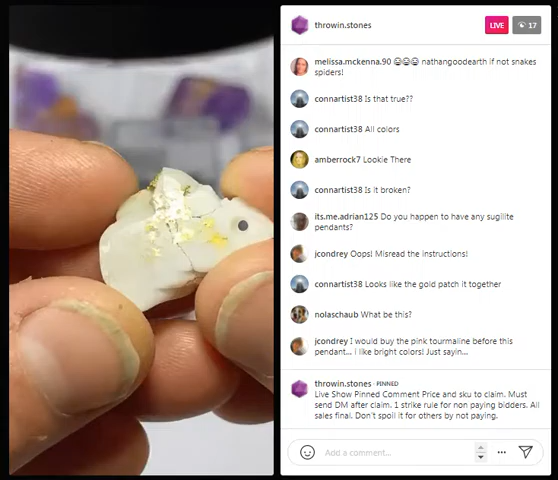 throwin.stones
LIVE
17
melissa.mckenna.90 😂😂😂 nathangoodearth if not snakes
spiders!
connartist38 Is that true??
connartist38 All colors
amberrock7 Lookie There
connartist38 Is it broken?
its.me.adrian125 Do you happen to have any sugilite
pendants?
jcondrey Oops! Misread the instructions!
connartist38 Looks like the gold patch it together
nolaschaub What be this?
jcondrey I would buy the pink tourmaline before this
pendant... i like bright colors! Just sayin...
throwin.stones · PINNED
Live Show Pinned Comment Price and sku to claim. Must
send DM after claim. 1 strike rule for non paying bidders. All
sales final. Don't spoil it for others by not paying.
Add a comment...